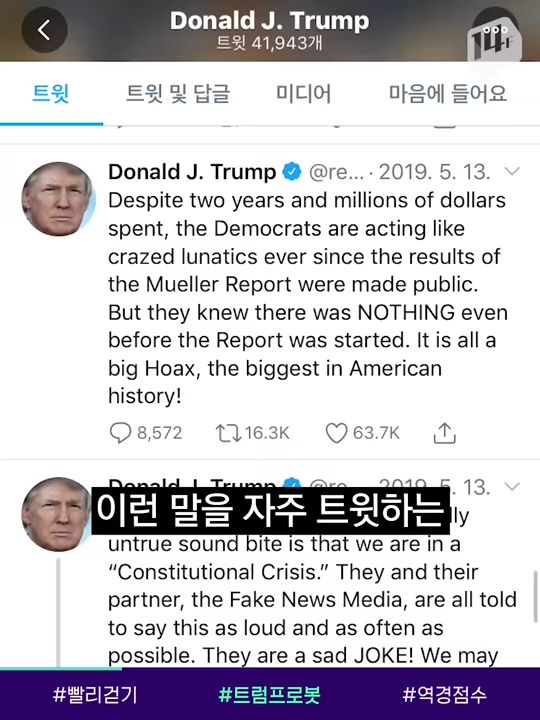 Donald J. Trump
트윗 41,943개
14F
트윗 트윗 및 답글 미디어 마음에 들어요
Donald J. Trump @re... · 2019. 5. 13.
Despite two years and millions of dollars
spent, the Democrats are acting like
crazed lunatics ever since the results of
the Mueller Report were made public.
But they knew there was NOTHING even
before the Report was started. It is all a
big Hoax, the biggest in American
history!
8,572 16.3K 63.7K
Donald J. Trump @re... 2019. 5. 13.
이런 말을 자주 트윗하는
untrue sound bite is that we are in a
“Constitutional Crisis.” They and their
partner, the Fake News Media, are all told
to say this as loud and as often as
possible. They are a sad JOKE! We may
#빨리걷기 #트럼프로봇 #역경점수